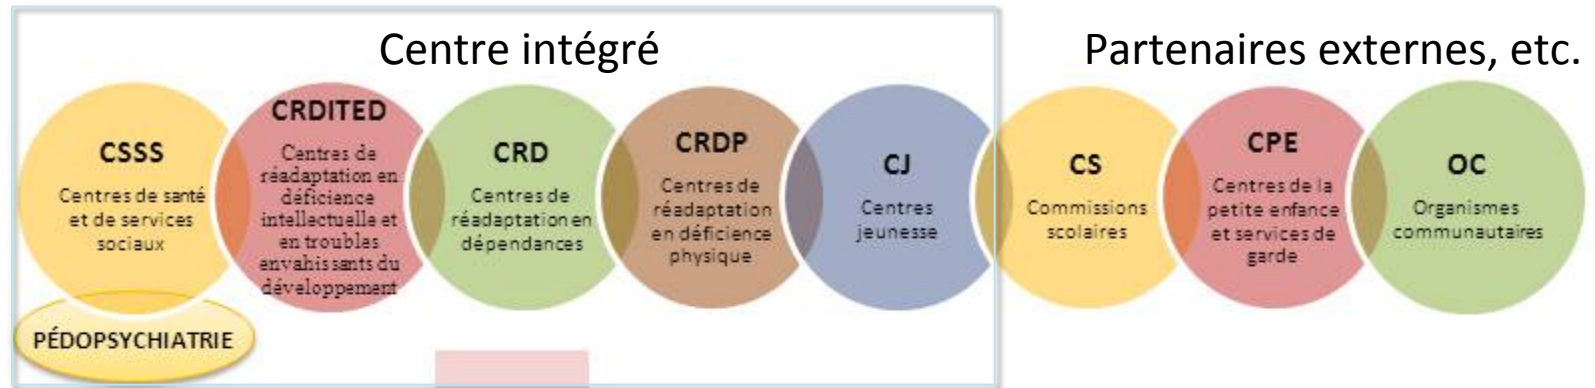 Centre intégré
Partenaires externes, etc.
CSSS
Centres de santé
et de services
sociaux
PÉDOPSYCHIATRIE
CRDITED
Centres de
réadaptation en
déficience
intellectuelle et
en troubles
envahissants du
développement
CRD
Centres de
réadaptation en
dépendances
CRDP
Centres de
réadaptation
en déficience
physique
CJ
Centres
jeunesse
CS
Commissions
scolaires
CPE
Centres de la
petite enfance
et services de
garde
OC
Organismes
communautaires